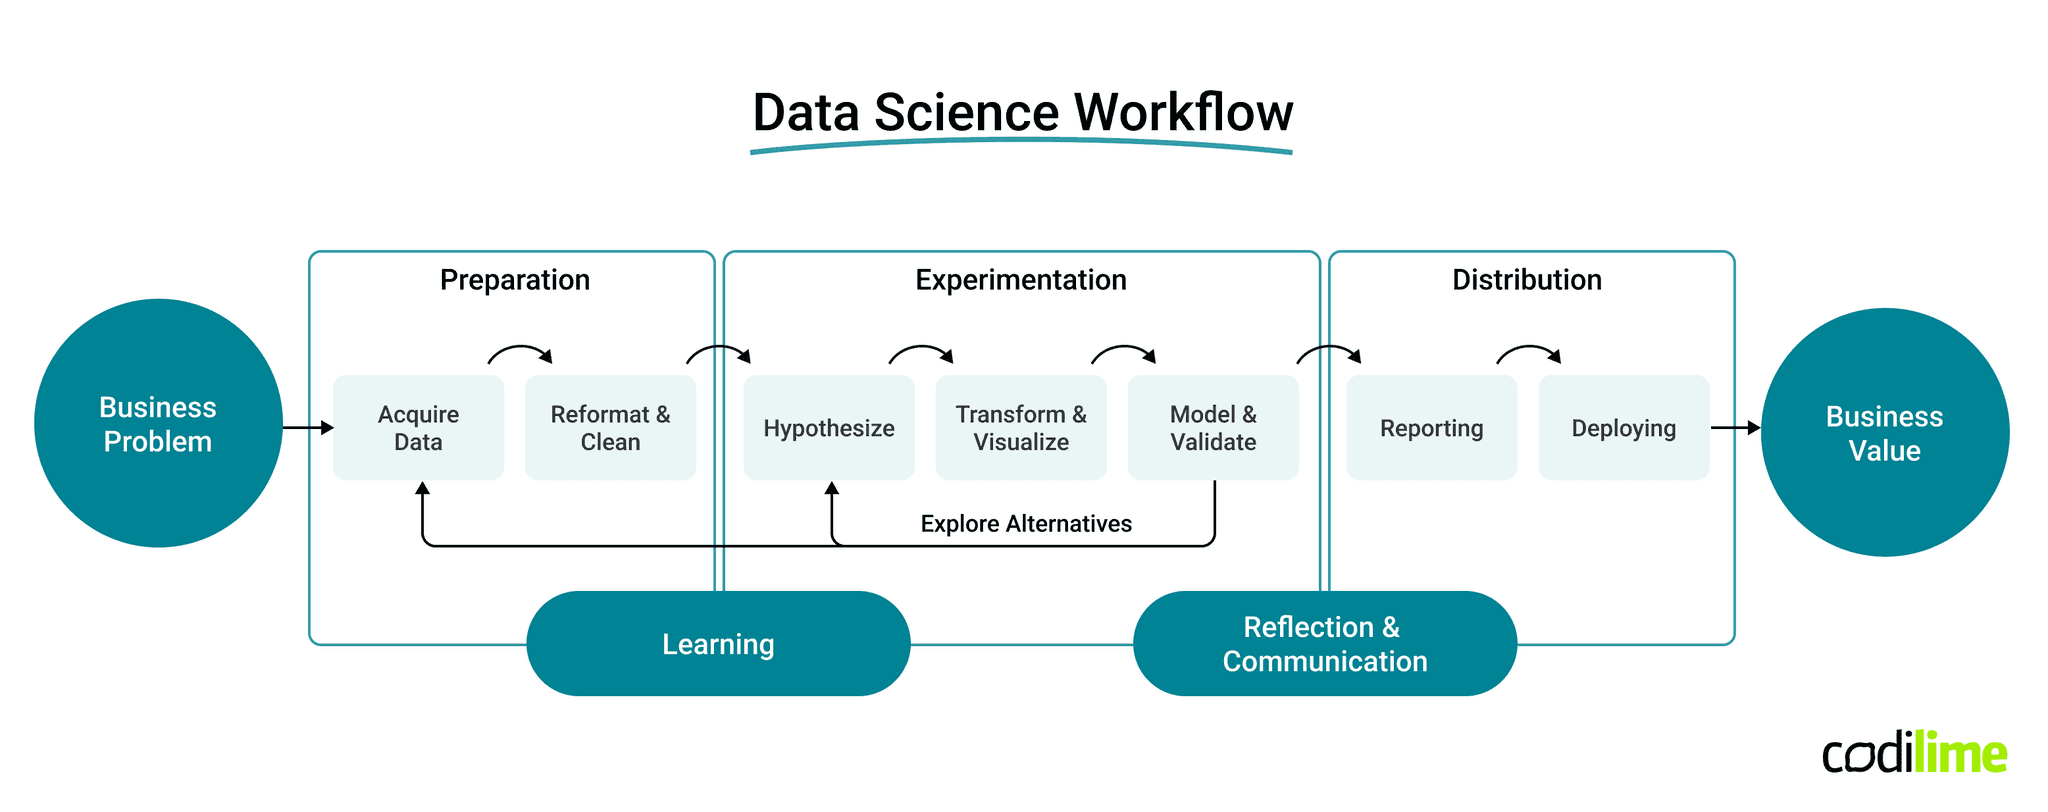 Data Science Workflow
Preparation
Experimentation
Distribution
Business
Problem
Acquire
Data
Reformat &
Clean
Hypothesize
Transform &
Visualize
Model &
Validate
Reporting
Deploying
Business
Value
Explore Alternatives
Learning
Reflection &
Communication
codilime